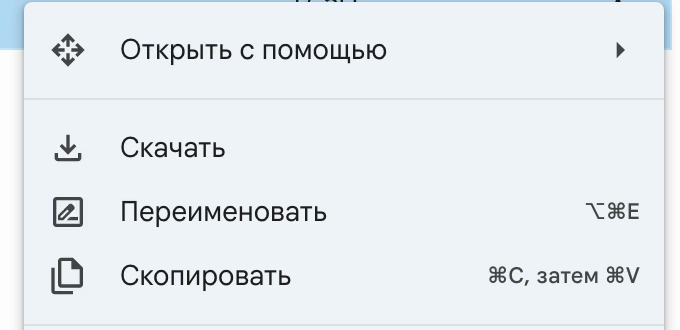 Открыть с помощью
Скачать
Переименовать ⌥⌘E
Скопировать ⌘C, затем ⌘V